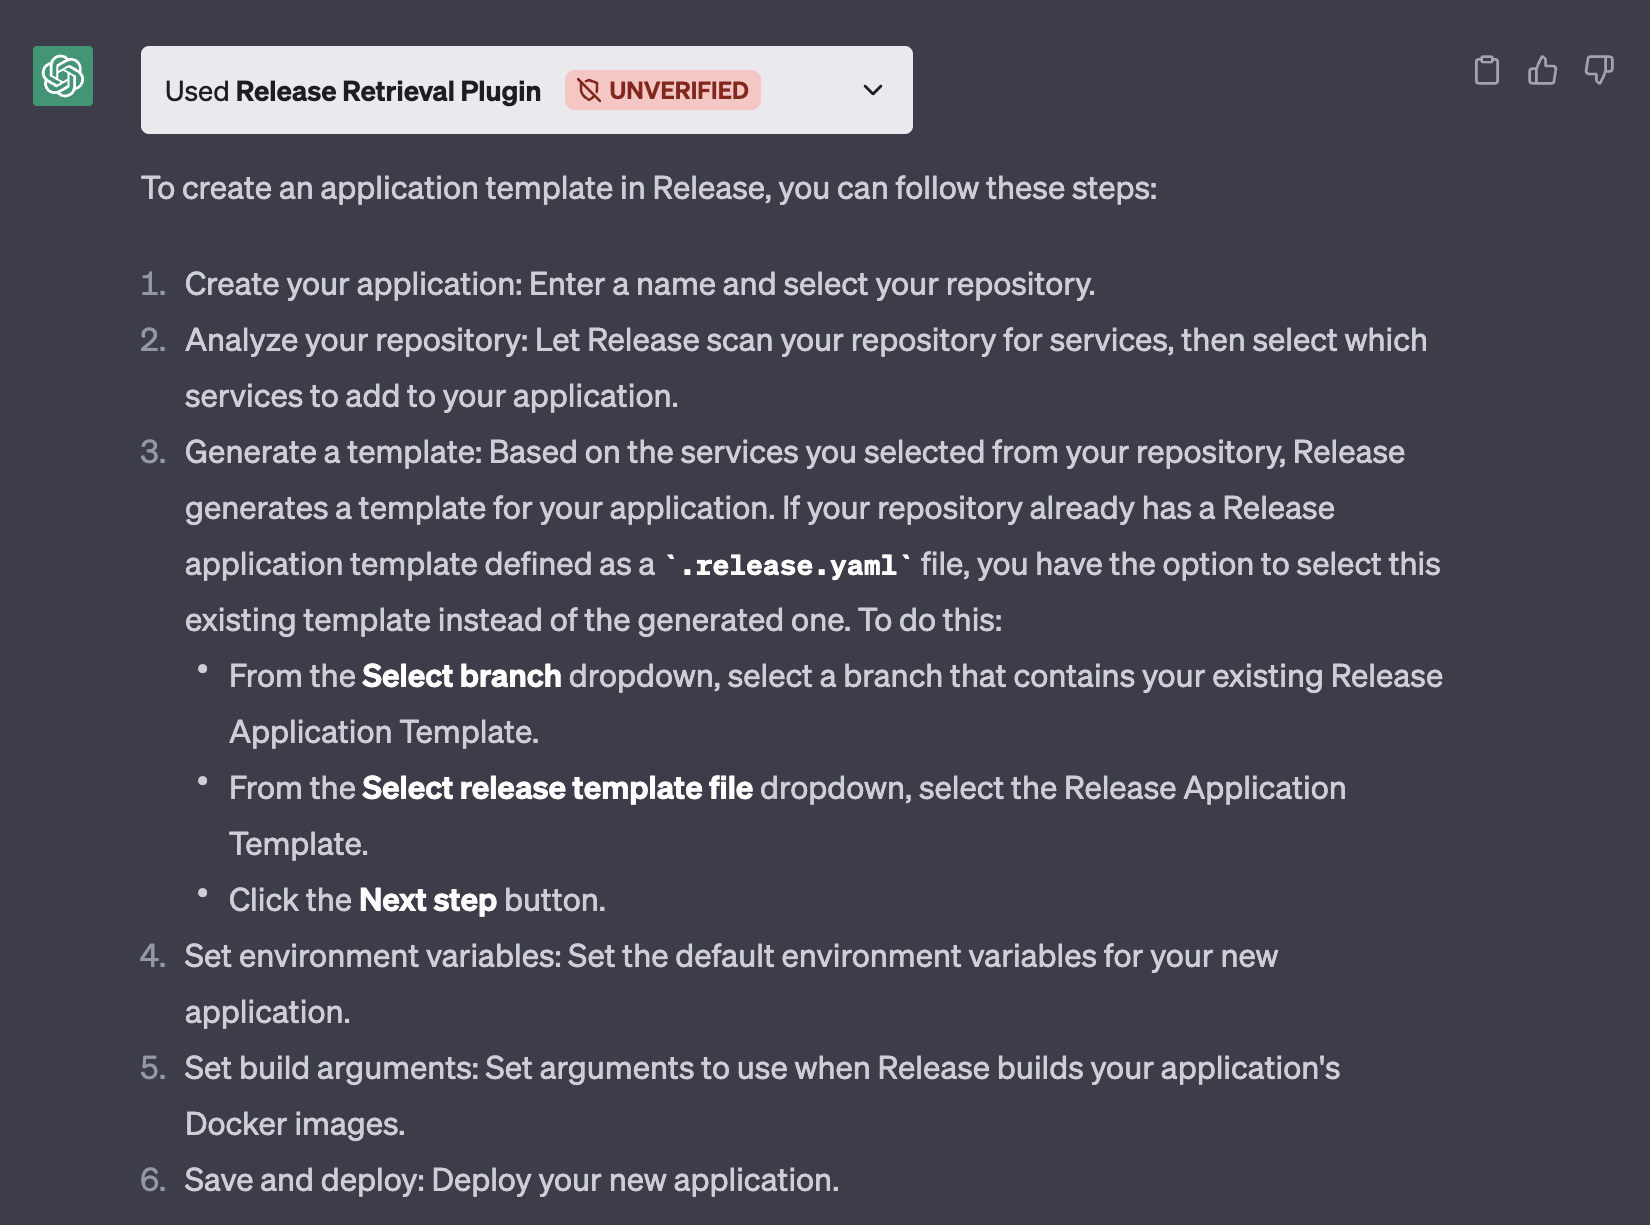 Used Release Retrieval Plugin UNVERIFIED
To create an application template in Release, you can follow these steps:
1. Create your application: Enter a name and select your repository.
2. Analyze your repository: Let Release scan your repository for services, then select which
services to add to your application.
3. Generate a template: Based on the services you selected from your repository, Release
generates a template for your application. If your repository already has a Release
application template defined as a `.release.yaml` file, you have the option to select this
existing template instead of the generated one. To do this:
• From the Select branch dropdown, select a branch that contains your existing Release
Application Template.
• From the Select release template file dropdown, select the Release Application
Template.
• Click the Next step button.
4. Set environment variables: Set the default environment variables for your new
application.
5. Set build arguments: Set arguments to use when Release builds your application's
Docker images.
6. Save and deploy: Deploy your new application.